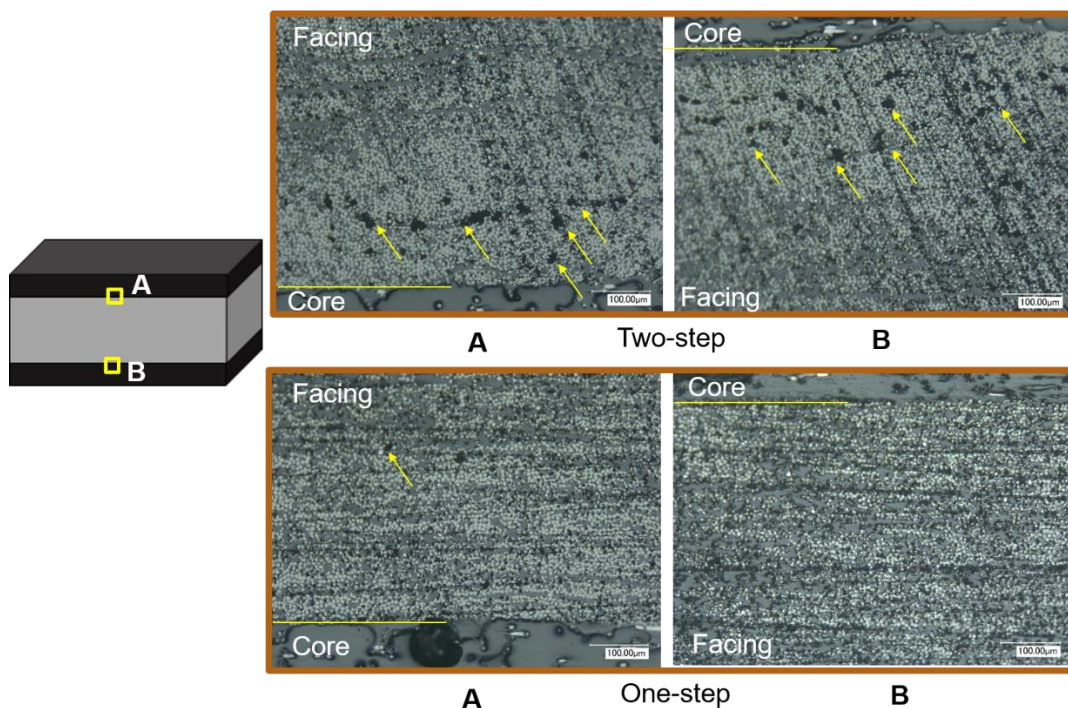 Facing
Core
100.00µm
Core
Facing
100.00µm
A Two-step B
A
B
Facing
Core
100.00µm
Core
Facing
100.00µm
A One-step B